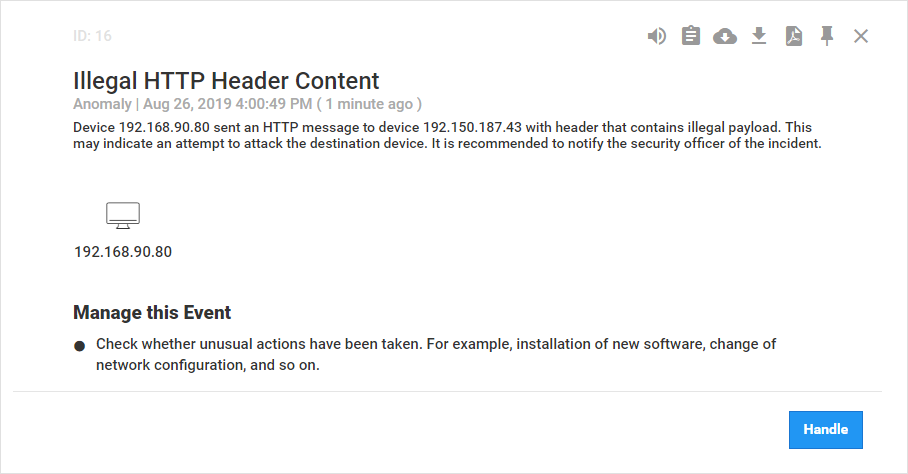 ID: 16
Illegal HTTP Header Content
Anomaly | Aug 26, 2019 4:00:49 PM ( 1 minute ago )
Device 192.168.90.80 sent an HTTP message to device 192.150.187.43 with header that contains illegal payload. This
may indicate an attempt to attack the destination device. It is recommended to notify the security officer of the incident.
192.168.90.80
Manage this Event
● Check whether unusual actions have been taken. For example, installation of new software, change of
network configuration, and so on.
Handle